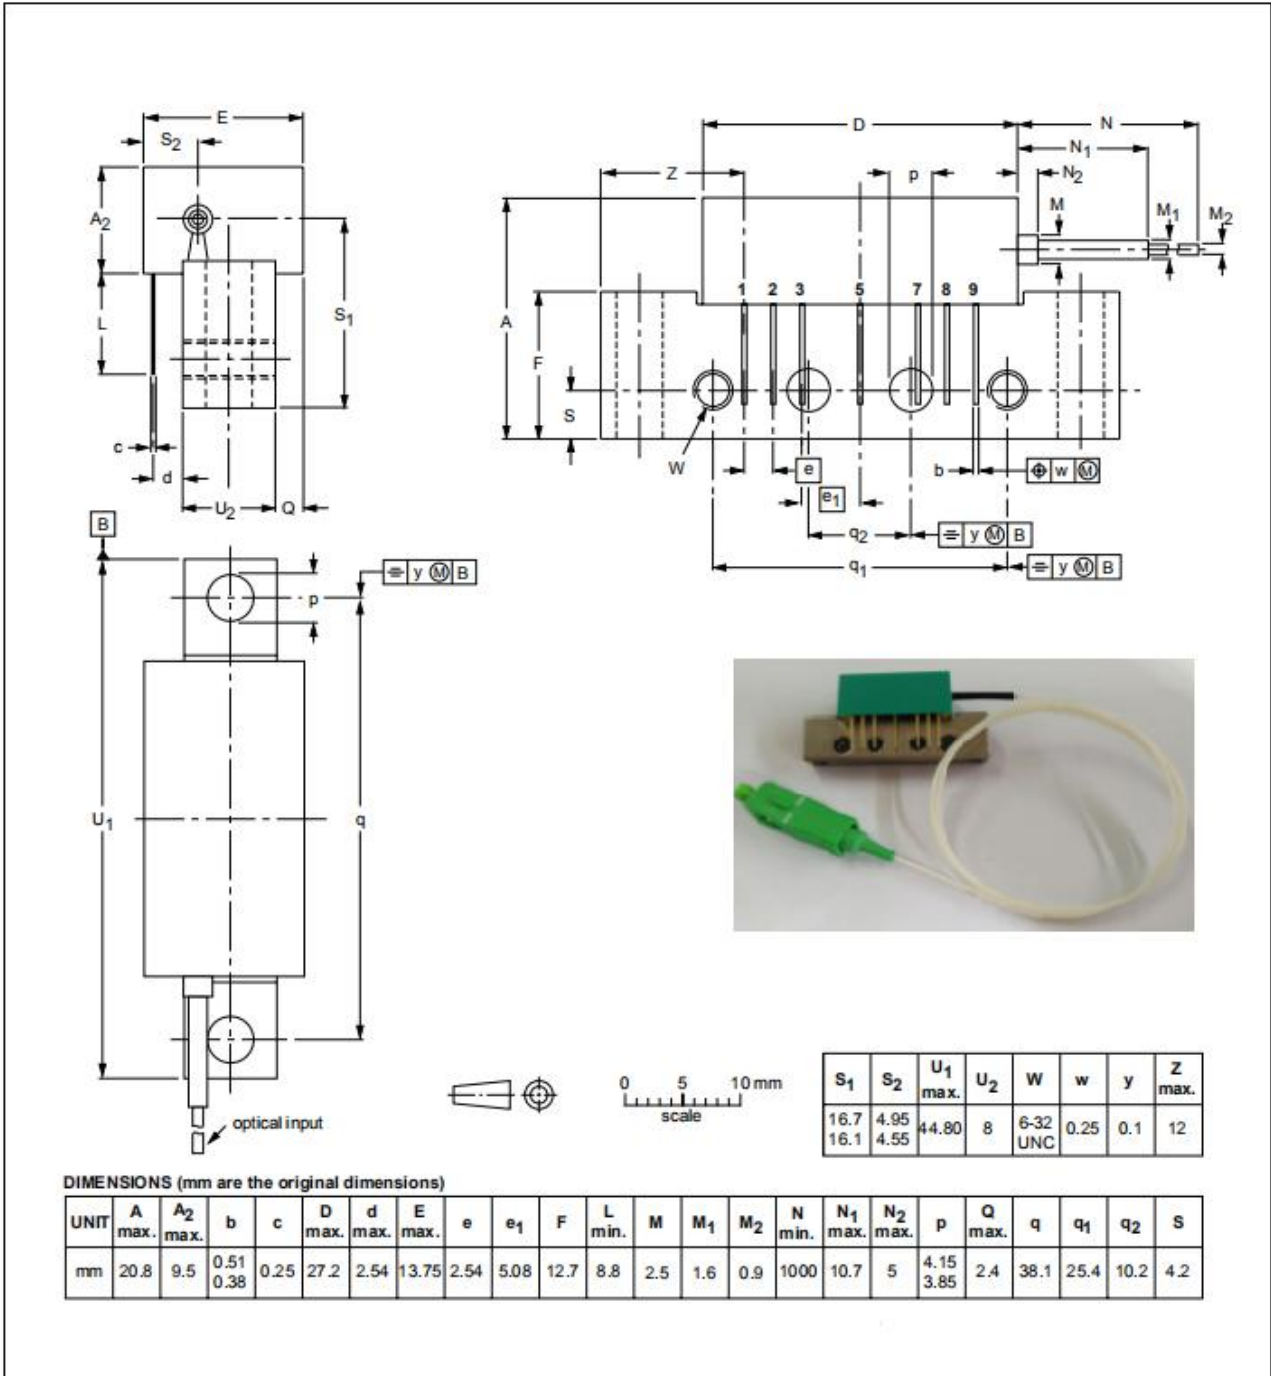 E
S2
A2
L
S1
c
d
U2
Q
D
N
N1
Z
p
N2
M
M1
M2
1 2 3 5 7 8 9
A
F
S
W
e
b
w M
e1
q2
y M B
q1
y M B
B
y M B
p
U1
q
optical input
0 5 10 mm
scale
S1 S2 U1 max. U2 W w y Z max.
16.7 16.1 4.95 4.55 44.80 8 6-32 UNC 0.25 0.1 12
DIMENSIONS (mm are the original dimensions)
UNIT A max. A2 max. b c D max. d max. E max. e e1 F L min. M M1 M2 N min. N1 max. N2 max. p Q max. q q1 q2 S
mm 20.8 9.5 0.51 0.38 0.25 27.2 2.54 13.75 2.54 5.08 12.7 8.8 2.5 1.6 0.9 1000 10.7 5 4.15 3.85 2.4 38.1 25.4 10.2 4.2